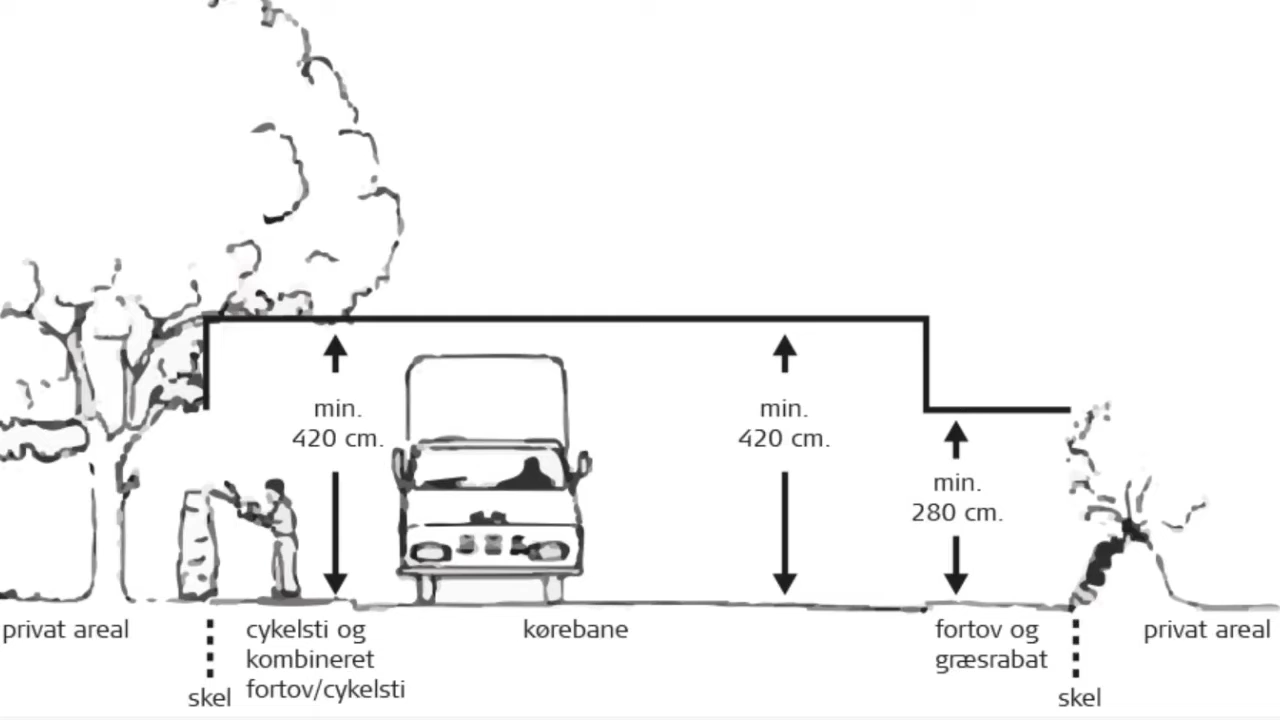 min.
420 cm.
min.
420 cm.
min.
280 cm.
privat areal
skel
cykelsti og
kombineret
fortov/cykelsti
kørebane
fortov og
græsrabat
skel
privat areal